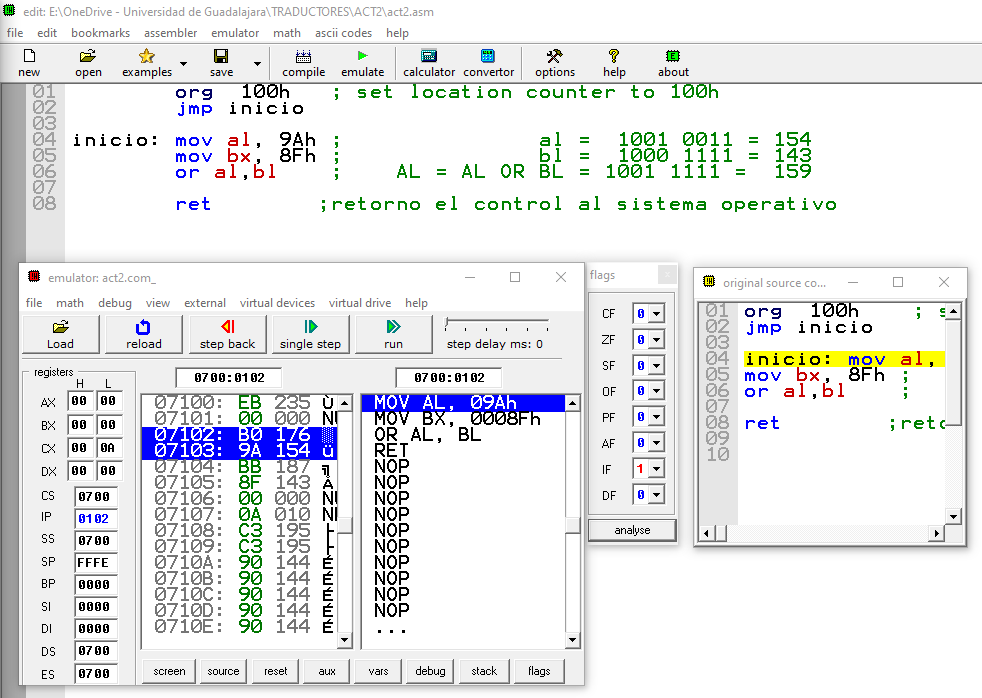 edit: E:\OneDrive - Universidad de Guadalajara\TRADUCTORES\ACT2\act2.asm
file edit bookmarks assembler emulator math ascii codes help
new open examples save compile emulate calculator convertor options help about
01 org 100h ; set location counter to 100h
02 jmp inicio
03
04 inicio: mov al, 9Ah ; al = 1001 0011 = 154
05 mov bx, 8Fh ; bl = 1000 1111 = 143
06 or al,bl ; AL = AL OR BL = 1001 1111 = 159
07
08 ret ;retorno el control al sistema operativo
emulator: act2.com_
file math debug view external virtual devices virtual drive help
Load reload step back single step run step delay ms: 0
registers
H L
AX 00 00
BX 00 00
CX 00 0A
DX 00 00
CS 0700
IP 0102
SS 0700
SP FFFE
BP 0000
SI 0000
DI 0000
DS 0700
ES 0700
0700:0102
07100: EB 235 Ù
07101: 00 000 NU
07102: B0 176 ▒
07103: 9A 154 Ü
07104: BB 187 ╗
07105: 8F 143 Å
07106: 00 000 NU
07107: 0A 010 NU
07108: C3 195 ├
07109: C3 195 ├
0710A: 90 144 É
0710B: 90 144 É
0710C: 90 144 É
0710D: 90 144 É
0710E: 90 144 É
0700:0102
MOV AL, 09Ah
MOV BX, 0008Fh
OR AL, BL
RET
NOP
NOP
NOP
NOP
NOP
NOP
NOP
NOP
NOP
NOP
...
screen source reset aux vars debug stack flags
flags
CF 0
ZF 0
SF 0
OF 0
PF 0
AF 0
IF 1
DF 0
analyse
original source co...
01 org 100h ; s
02 jmp inicio
03
04 inicio: mov al,
05 mov bx, 8Fh ;
06 or al,bl ;
07
08 ret ;reto
09
10